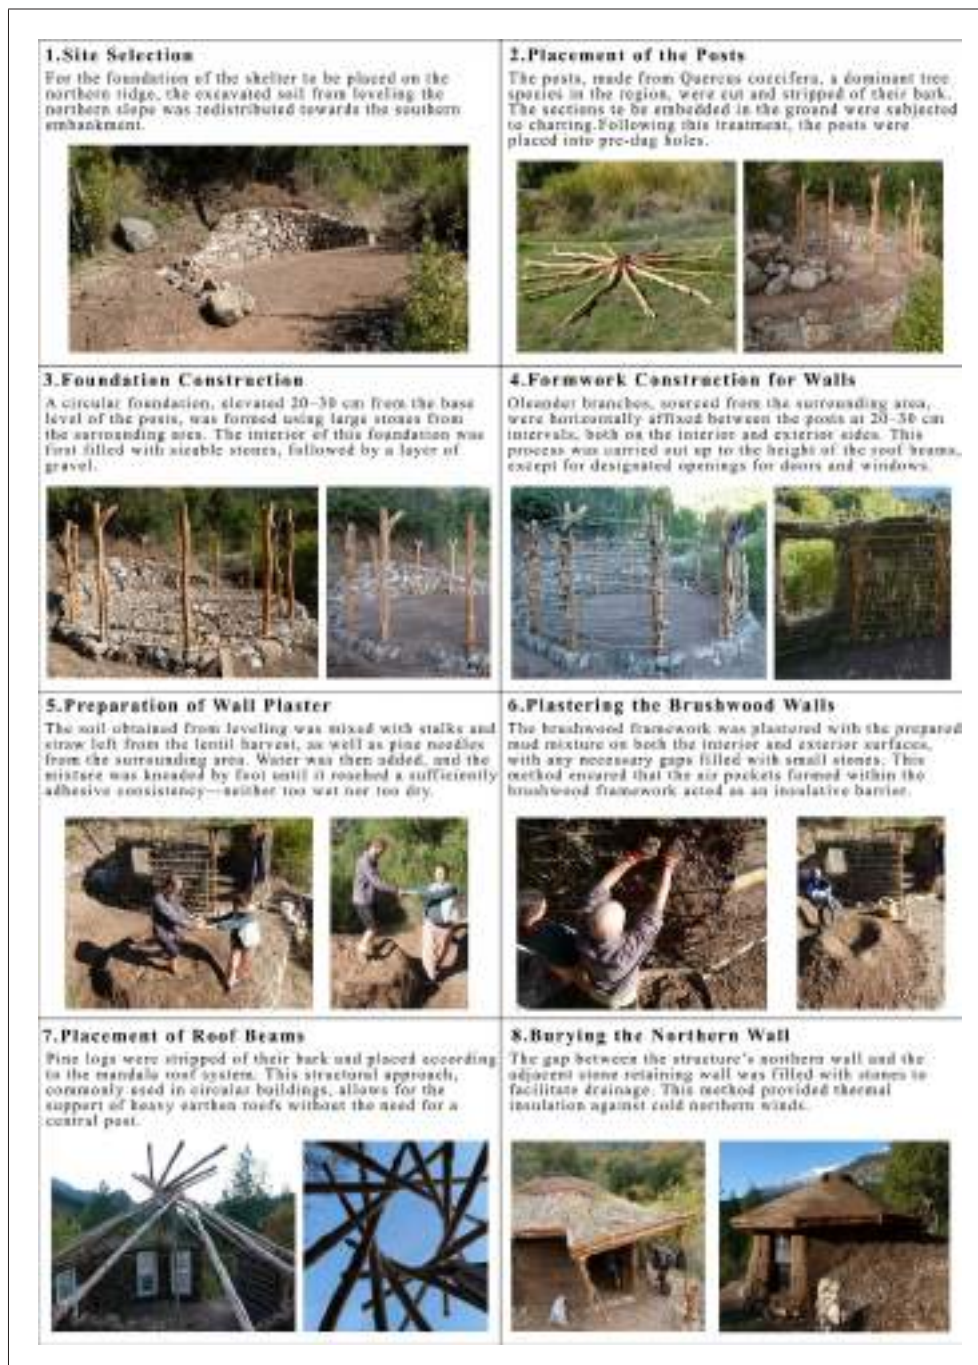 1.Site Selection
For the foundation of the shelter to be placed on the
northern ridge, the excavated soil from leveling the
northern slope was redistributed towards the southern
embankment.
2.Placement of the Posts
The posts, made from Quercus coccifera, a dominant tree
species in the region, were cut and stripped of their bark.
The sections to be embedded in the ground were subjected
to charring.Following this treatment, the posts were
placed into pre-dug holes.
3.Foundation Construction
A circular foundation, elevated 20–30 cm from the base
level of the posts, was formed using large stones from
the surrounding area. The interior of this foundation was
first filled with sizable stones, followed by a layer of
gravel.
4.Formwork Construction for Walls
Oleander branches, sourced from the surrounding area,
were horizontally affixed between the posts at 20–30 cm
intervals, both on the interior and exterior sides. This
process was carried out up to the height of the roof beams,
except for designated openings for doors and windows.
5.Preparation of Wall Plaster
The soil obtained from leveling was mixed with stalks and
straw left from the lentil harvest, as well as pine needles
from the surrounding area. Water was then added, and the
mixture was kneaded by foot until it reached a sufficiently
adhesive consistency—neither too wet nor too dry.
6.Plastering the Brushwood Walls
The brushwood framework was plastered with the prepared
mud mixture on both the interior and exterior surfaces,
with any necessary gaps filled with small stones. This
method ensured that the air pockets formed within the
brushwood framework acted as an insulative barrier.
7.Placement of Roof Beams
Pine logs were stripped of their bark and placed according
to the mandala roof system. This structural approach,
commonly used in circular buildings, allows for the
support of heavy earthen roofs without the need for a
central post.
8.Burying the Northern Wall
The gap between the structure's northern wall and the
adjacent stone retaining wall was filled with stones to
facilitate drainage. This method provided thermal
insulation against cold northern winds.